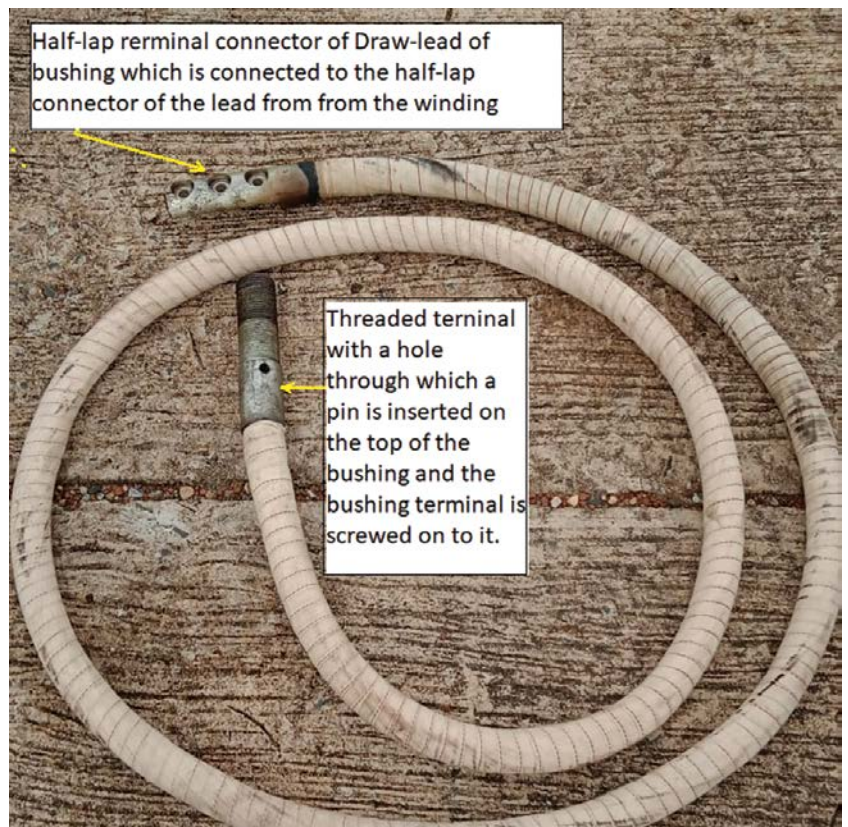 Half-lap rerminal connector of Draw-lead of
bushing which is connected to the half-lap
connector of the lead from from the winding
Threaded terninal
with a hole
through which a
pin is inserted on
the top of the
bushing and the
bushing terminal is
screwed on to it.